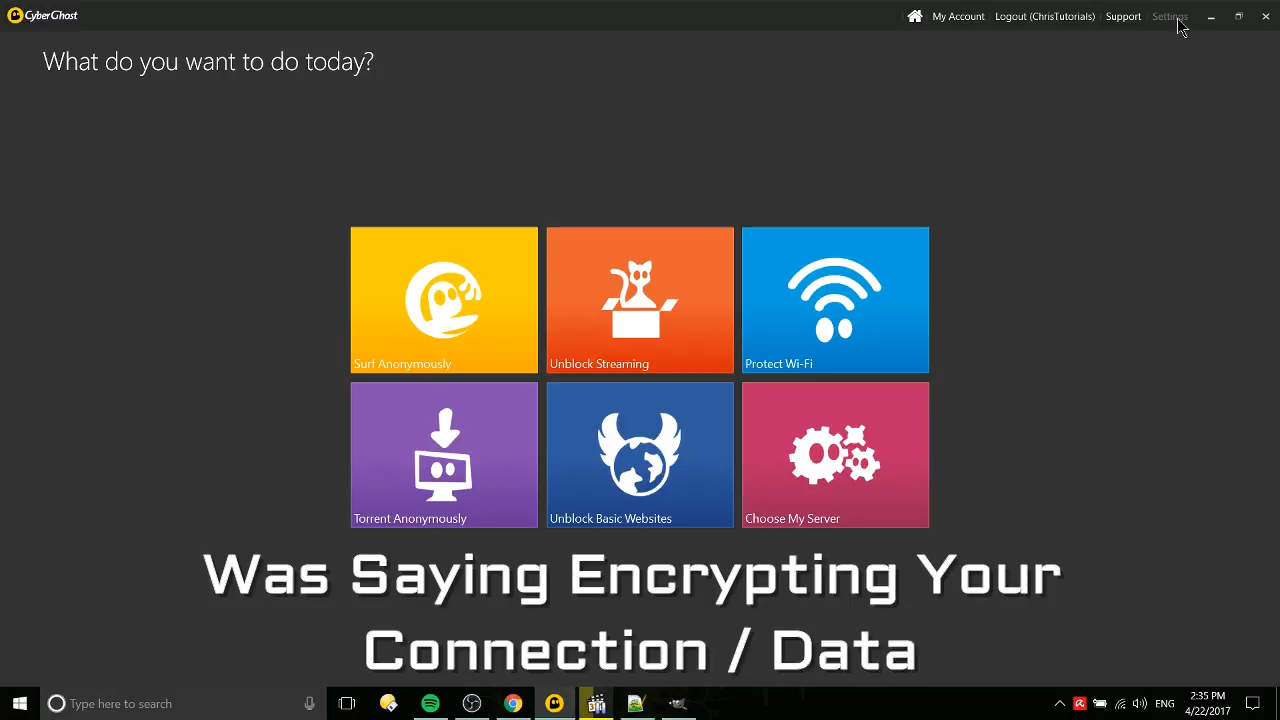 CyberGhost
My Account
Logout (ChrisTutorials)
Support
Settings
What do you want to do today?
Surf Anonymously
Unblock Streaming
Protect Wi-Fi
Torrent Anonymously
Unblock Basic Websites
Choose My Server
Was Saying Encrypting Your
Connection / Data
Type here to search
ENG
2:35 PM
4/22/2017